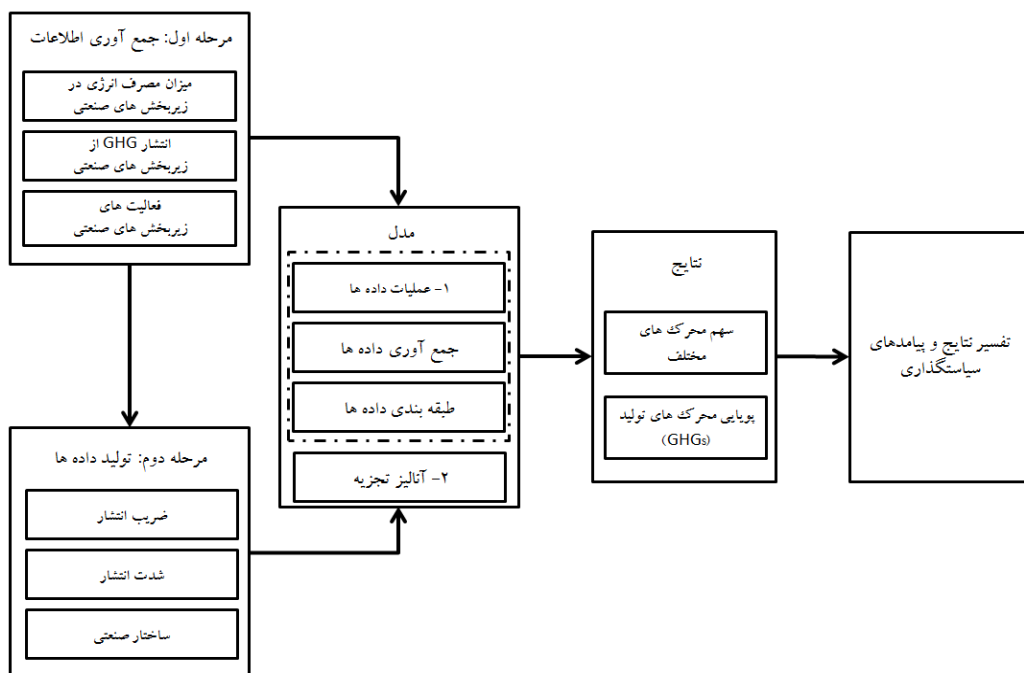 مرحله اول: جمع آوری اطلاعات
میزان مصرف انرژی در
زیربخش های صنعتی
انتشار GHG از
زیربخش های صنعتی
فعالیت های
زیربخش های صنعتی
مرحله دوم: تولید داده ها
ضریب انتشار
شدت انتشار
ساختار صنعتی
مدل
۱- عملیات داده ها
جمع آوری داده ها
طبقه بندی داده ها
۲- آنالیز تجزیه
نتایج
سهم محرک های
مختلف
پویایی محرک های تولید
(GHGs)
تفسیر نتایج و پیامدهای
سیاستگذاری